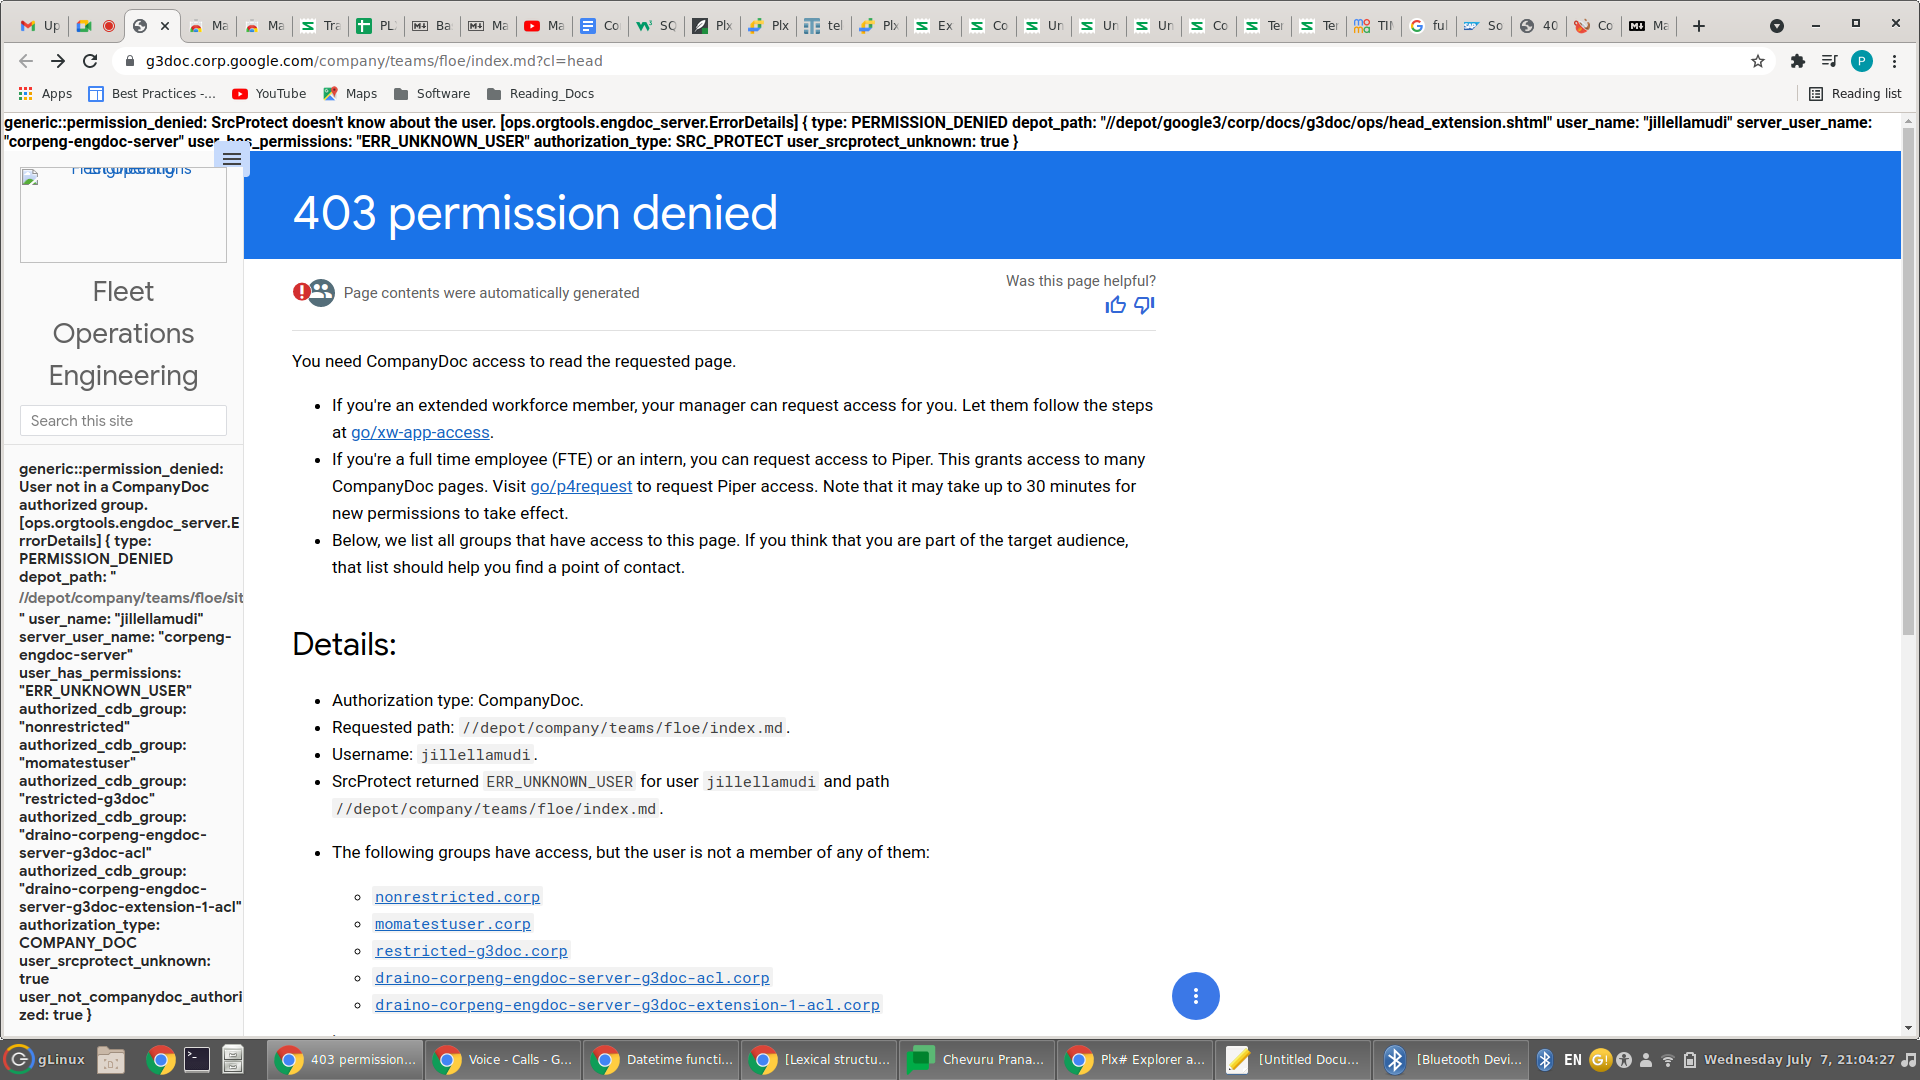 Up
Ma
Ma
Tra
PL
Ba
Ma
Ma
Co
SQ
Plx
Plx
tel
Plx
Ex
Co
Un
Un
Un
Co
Ter
Ter
TIM
ful
So
40
Co
Ma
g3doc.corp.google.com/company/teams/floe/index.md?cl=head
P
Apps
Best Practices -...
YouTube
Maps
Software
Reading_Docs
Reading list
generic::permission_denied: SrcProtect doesn't know about the user. [ops.orgtools.engdoc_server.ErrorDetails] { type: PERMISSION_DENIED depot_path: "//depot/google3/corp/docs/g3doc/ops/head_extension.shtml" user_name: "jillellamudi" server_user_name:
"corpeng-engdoc-server" user_has_permissions: "ERR_UNKNOWN_USER" authorization_type: SRC_PROTECT user_srcprotect_unknown: true }
Fleet Operations
Engineering
403 permission denied
Fleet
Operations
Engineering
Search this site
generic::permission_denied:
User not in a CompanyDoc
authorized group.
[ops.orgtools.engdoc_server.E
rrorDetails] { type:
PERMISSION_DENIED
depot_path: "
//depot/company/teams/floe/sit
" user_name: "jillellamudi"
server_user_name: "corpeng-
engdoc-server"
user_has_permissions:
"ERR_UNKNOWN_USER"
authorized_cdb_group:
"nonrestricted"
authorized_cdb_group:
"momatestuser"
authorized_cdb_group:
"restricted-g3doc"
authorized_cdb_group:
"draino-corpeng-engdoc-
server-g3doc-acl"
authorized_cdb_group:
"draino-corpeng-engdoc-
server-g3doc-extension-1-acl"
authorization_type:
COMPANY_DOC
user_srcprotect_unknown:
true
user_not_companydoc_authori
zed: true }
Page contents were automatically generated
Was this page helpful?
You need CompanyDoc access to read the requested page.
If you're an extended workforce member, your manager can request access for you. Let them follow the steps
at go/xw-app-access.
If you're a full time employee (FTE) or an intern, you can request access to Piper. This grants access to many
CompanyDoc pages. Visit go/p4request to request Piper access. Note that it may take up to 30 minutes for
new permissions to take effect.
Below, we list all groups that have access to this page. If you think that you are part of the target audience,
that list should help you find a point of contact.
Details:
Authorization type: CompanyDoc.
Requested path: //depot/company/teams/floe/index.md.
Username: jillellamudi.
SrcProtect returned ERR_UNKNOWN_USER for user jillellamudi and path
//depot/company/teams/floe/index.md.
The following groups have access, but the user is not a member of any of them:
nonrestricted.corp
momatestuser.corp
restricted-g3doc.corp
draino-corpeng-engdoc-server-g3doc-acl.corp
draino-corpeng-engdoc-server-g3doc-extension-1-acl.corp
gLinux
403 permission...
Voice - Calls - G...
Datetime functi...
[Lexical structu...
Chevuru Prana...
Plx# Explorer a...
[Untitled Docu...
[Bluetooth Devi...
EN
G!
Wednesday July 7, 21:04:27